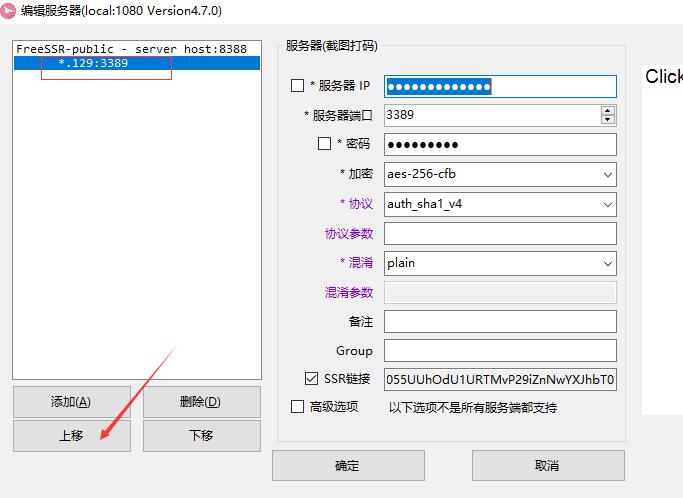 编辑服务器(local:1080 Version4.7.0)
FreeSSR-public - server host:8388
*.129:3389
服务器(截图打码)
* 服务器 IP
●●●●●●●●●●●●●
* 服务器端口 3389
* 密码 ●●●●●●●●●
* 加密 aes-256-cfb
* 协议 auth_sha1_v4
协议参数
* 混淆 plain
混淆参数
备注
Group
SSR链接 055UUhOdU1URTMvP29iZnNwYXJhbT0
高级选项 以下选项不是所有服务端都支持
添加(A) 删除(D)
上移 下移
确定 取消
Click